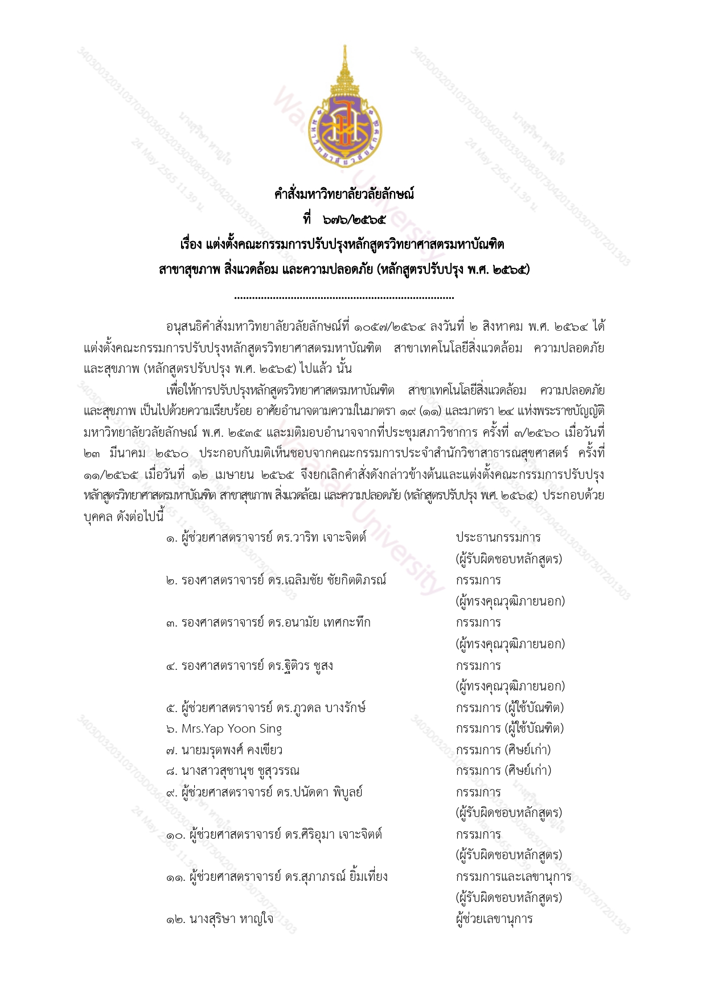 มหาวิทยาลัยวลัยลักษณ์
คำสั่งมหาวิทยาลัยวลัยลักษณ์
ที่ ๖๗๖/๒๕๖๕
เรื่อง แต่งตั้งคณะกรรมการปรับปรุงหลักสูตรวิทยาศาสตรมหาบัณฑิต
สาขาสุขภาพ สิ่งแวดล้อม และความปลอดภัย (หลักสูตรปรับปรุง พ.ศ. ๒๕๖๕)
..........................................................................
อนุสนธิคำสั่งมหาวิทยาลัยวลัยลักษณ์ที่ ๑๐๕๗/๒๕๖๔ ลงวันที่ ๒ สิงหาคม พ.ศ. ๒๕๖๔ ได้
แต่งตั้งคณะกรรมการปรับปรุงหลักสูตรวิทยาศาสตรมหาบัณฑิต สาขาเทคโนโลยีสิ่งแวดล้อม ความปลอดภัย
และสุขภาพ (หลักสูตรปรับปรุง พ.ศ. ๒๕๖๕) ไปแล้ว นั้น
เพื่อให้การปรับปรุงหลักสูตรวิทยาศาสตรมหาบัณฑิต สาขาเทคโนโลยีสิ่งแวดล้อม ความปลอดภัย
และสุขภาพ เป็นไปด้วยความเรียบร้อย อาศัยอำนาจตามความในมาตรา ๑๙ (๑๑) และมาตรา ๒๔ แห่งพระราชบัญญัติ
มหาวิทยาลัยวลัยลักษณ์ พ.ศ. ๒๕๓๕ และมติมอบอำนาจจากที่ประชุมสภาวิชาการ ครั้งที่ ๓/๒๕๖๐ เมื่อวันที่
๒๓ มีนาคม ๒๕๖๐ ประกอบกับมติเห็นชอบจากคณะกรรมการประจำสำนักวิชาสาธารณสุขศาสตร์ ครั้งที่
๑๑/๒๕๖๕ เมื่อวันที่ ๑๒ เมษายน ๒๕๖๕ จึงยกเลิกคำสั่งดังกล่าวข้างต้นและแต่งตั้งคณะกรรมการปรับปรุง
หลักสูตรวิทยาศาสตรมหาบัณฑิต สาขาสุขภาพ สิ่งแวดล้อม และความปลอดภัย (หลักสูตรปรับปรุง พ.ศ. ๒๕๖๕) ประกอบด้วย
บุคคล ดังต่อไปนี้
๑. ผู้ช่วยศาสตราจารย์ ดร.วาริท เจาะจิตต์ ประธานกรรมการ
(ผู้รับผิดชอบหลักสูตร)
๒. รองศาสตราจารย์ ดร.เฉลิมชัย ชัยกิตติภรณ์ กรรมการ
(ผู้ทรงคุณวุฒิภายนอก)
๓. รองศาสตราจารย์ ดร.อนามัย เทศกะทึก กรรมการ
(ผู้ทรงคุณวุฒิภายนอก)
๔. รองศาสตราจารย์ ดร.ฐิติวร ชูสง กรรมการ
(ผู้ทรงคุณวุฒิภายนอก)
๕. ผู้ช่วยศาสตราจารย์ ดร.ภูวดล บางรักษ์ กรรมการ (ผู้ใช้บัณฑิต)
๖. Mrs.Yap Yoon Sing กรรมการ (ผู้ใช้บัณฑิต)
๗. นายมรุตพงศ์ คงเขียว กรรมการ (ศิษย์เก่า)
๘. นางสาวสุชานุช ชูสุวรรณ กรรมการ (ศิษย์เก่า)
๙. ผู้ช่วยศาสตราจารย์ ดร.ปนัดดา พิบูลย์ กรรมการ
(ผู้รับผิดชอบหลักสูตร)
๑๐. ผู้ช่วยศาสตราจารย์ ดร.ศิริอุมา เจาะจิตต์ กรรมการ
(ผู้รับผิดชอบหลักสูตร)
๑๑. ผู้ช่วยศาสตราจารย์ ดร.สุภาภรณ์ ยิ้มเที่ยง กรรมการและเลขานุการ
(ผู้รับผิดชอบหลักสูตร)
๑๒. นางสุริษา หาญใจ ผู้ช่วยเลขานุการ
Walailak University
นางสุริษา หาญใจ
24 May 2565 11.39 น.